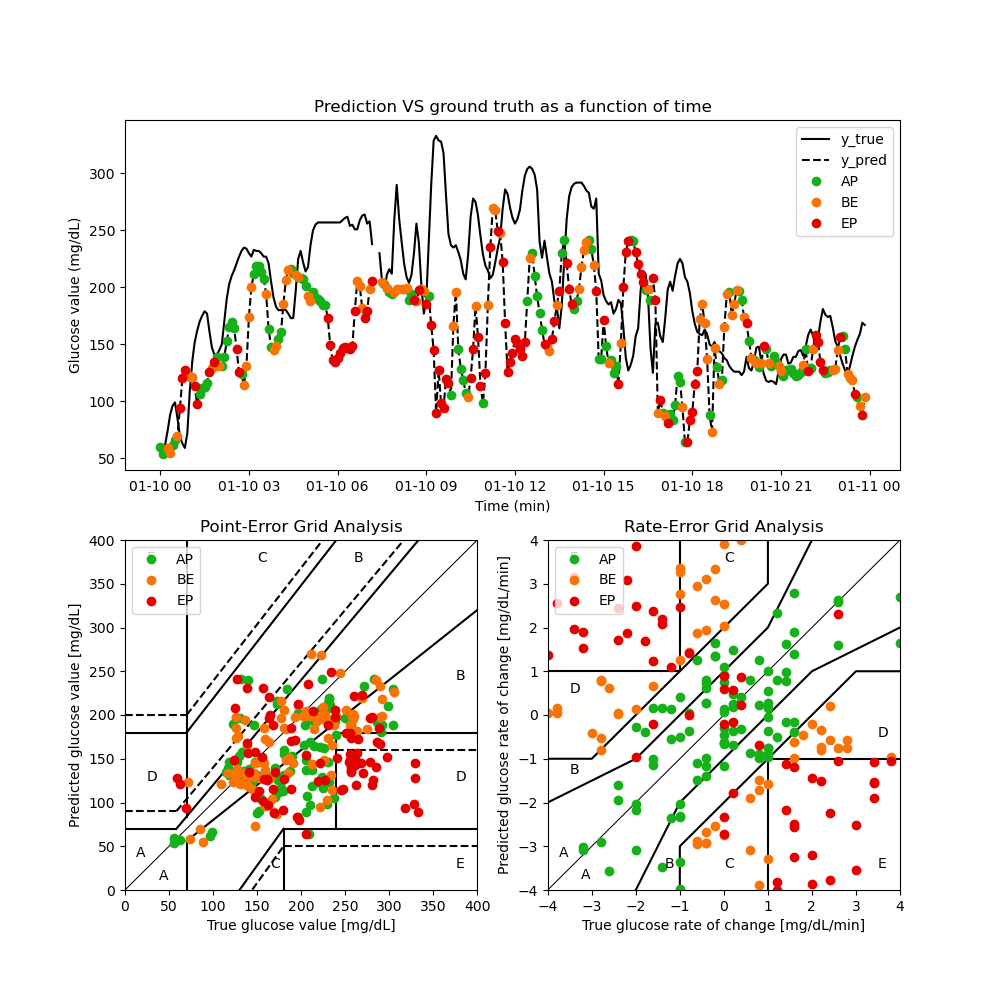 Prediction VS ground truth as a function of time
Glucose value (mg/dL)
300
250
200
150
100
50
y_true
y_pred
AP
BE
EP
01-10 00 01-10 03 01-10 06 01-10 09 01-10 12 01-10 15 01-10 18 01-10 21 01-11 00
Time (min)
Point-Error Grid Analysis
Predicted glucose value [mg/dL]
400
350
300
250
200
150
100
50
0
AP
BE
EP
C
B
B
D
D
A
A
C
E
0 50 100 150 200 250 300 350 400
True glucose value [mg/dL]
Rate-Error Grid Analysis
Predicted glucose rate of change [mg/dL/min]
4
3
2
1
0
−1
−2
−3
−4
AP
BE
EP
C
D
D
B
A
A
B
C
E
−4 −3 −2 −1 0 1 2 3 4
True glucose rate of change [mg/dL/min]